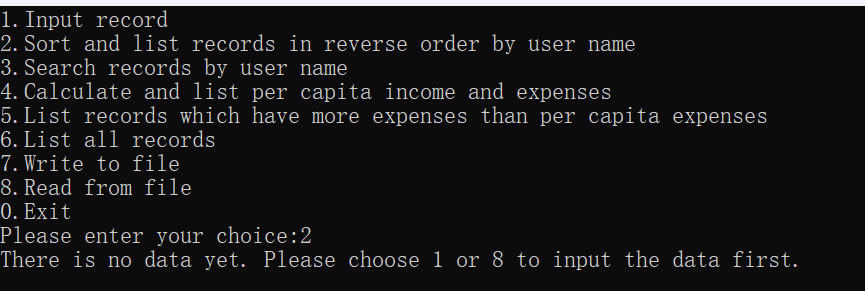 1.Input record
2.Sort and list records in reverse order by user name
3.Search records by user name
4.Calculate and list per capita income and expenses
5.List records which have more expenses than per capita expenses
6.List all records
7.Write to file
8.Read from file
0.Exit
Please enter your choice:2
There is no data yet. Please choose 1 or 8 to input the data first.